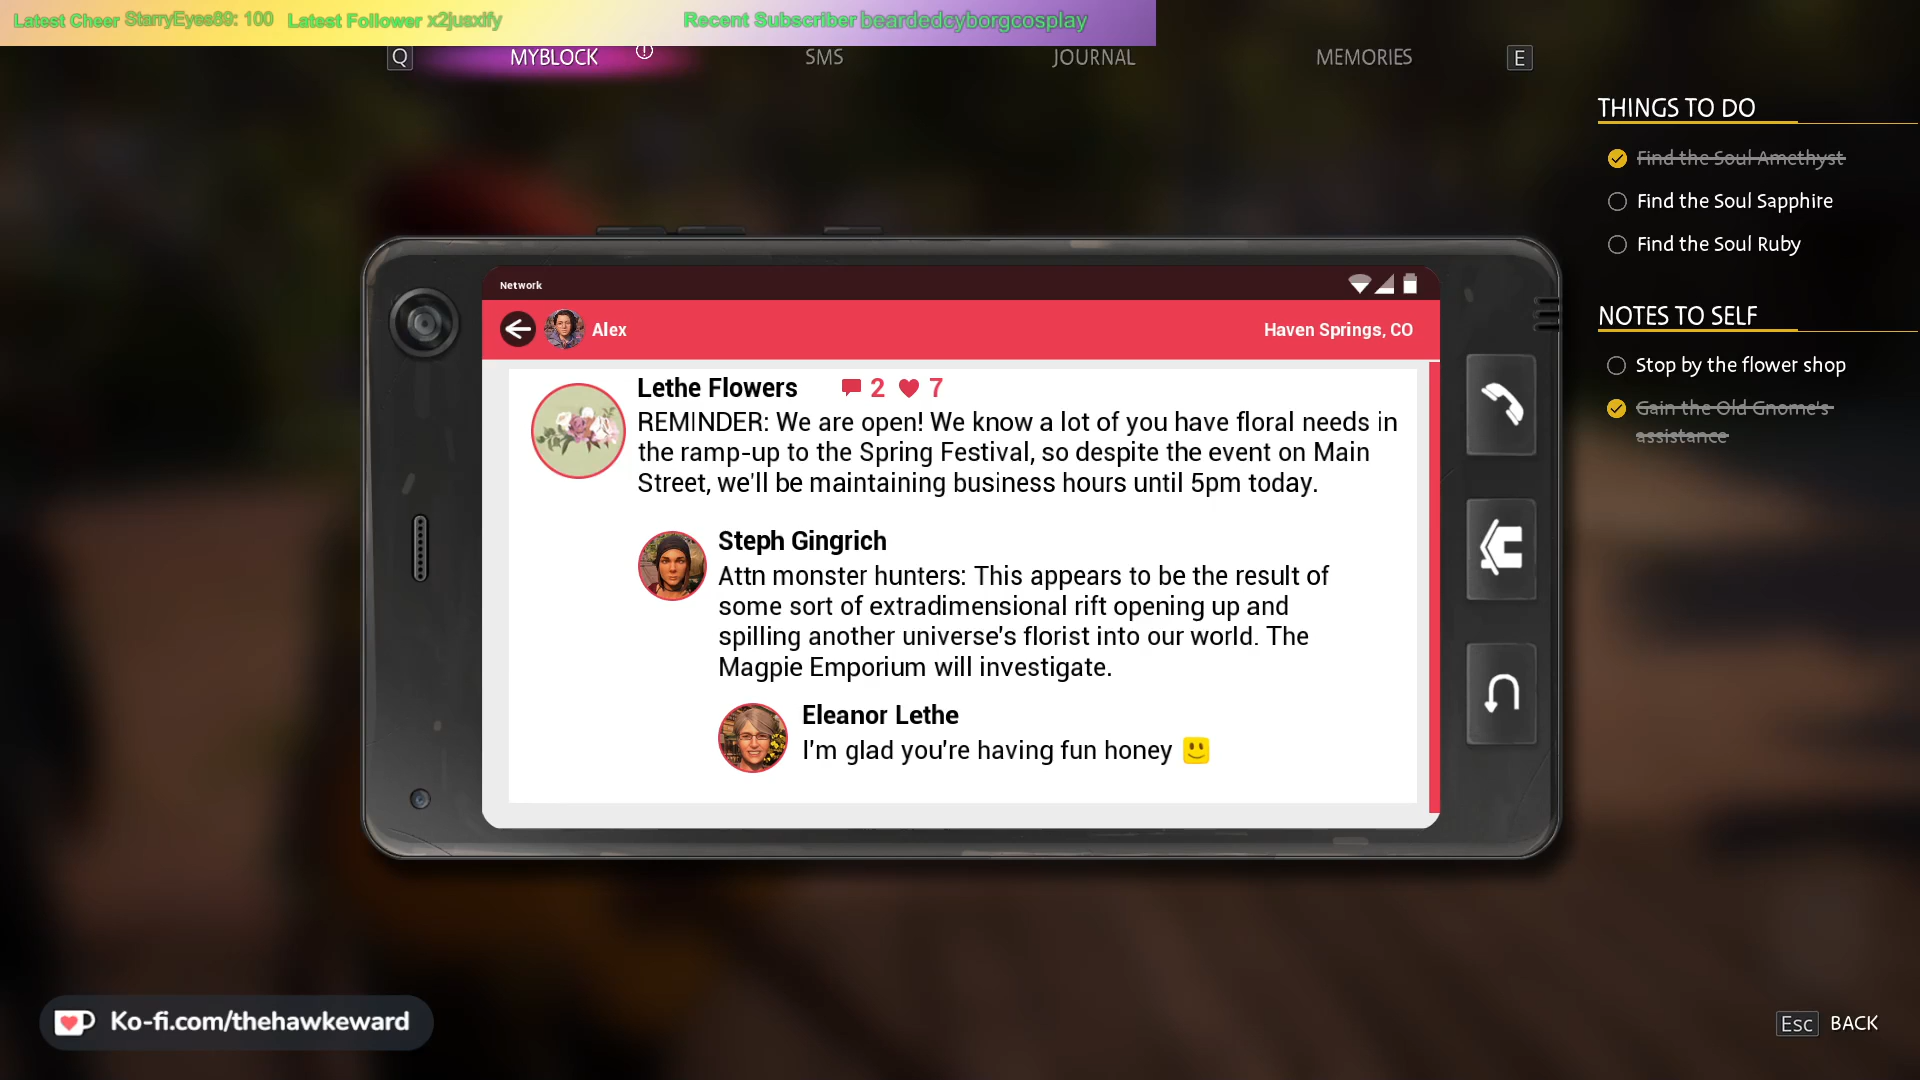 Latest Cheer StarryEyes89: 100 Latest Follower x2jusxify Recent Subscriber beardedcyborgcosplay
Q MYBLOCK SMS JOURNAL MEMORIES E
THINGS TO DO
Find the Soul Amethyst
Find the Soul Sapphire
Find the Soul Ruby
NOTES TO SELF
Stop by the flower shop
Gain the Old Gnome's
assistance
Network
Alex Haven Springs, CO
Lethe Flowers 2 7
REMINDER: We are open! We know a lot of you have floral needs in
the ramp-up to the Spring Festival, so despite the event on Main
Street, we'll be maintaining business hours until 5pm today.
Steph Gingrich
Attn monster hunters: This appears to be the result of
some sort of extradimensional rift opening up and
spilling another universe's florist into our world. The
Magpie Emporium will investigate.
Eleanor Lethe
I'm glad you're having fun honey
Ko-fi.com/thehawkeward
Esc BACK